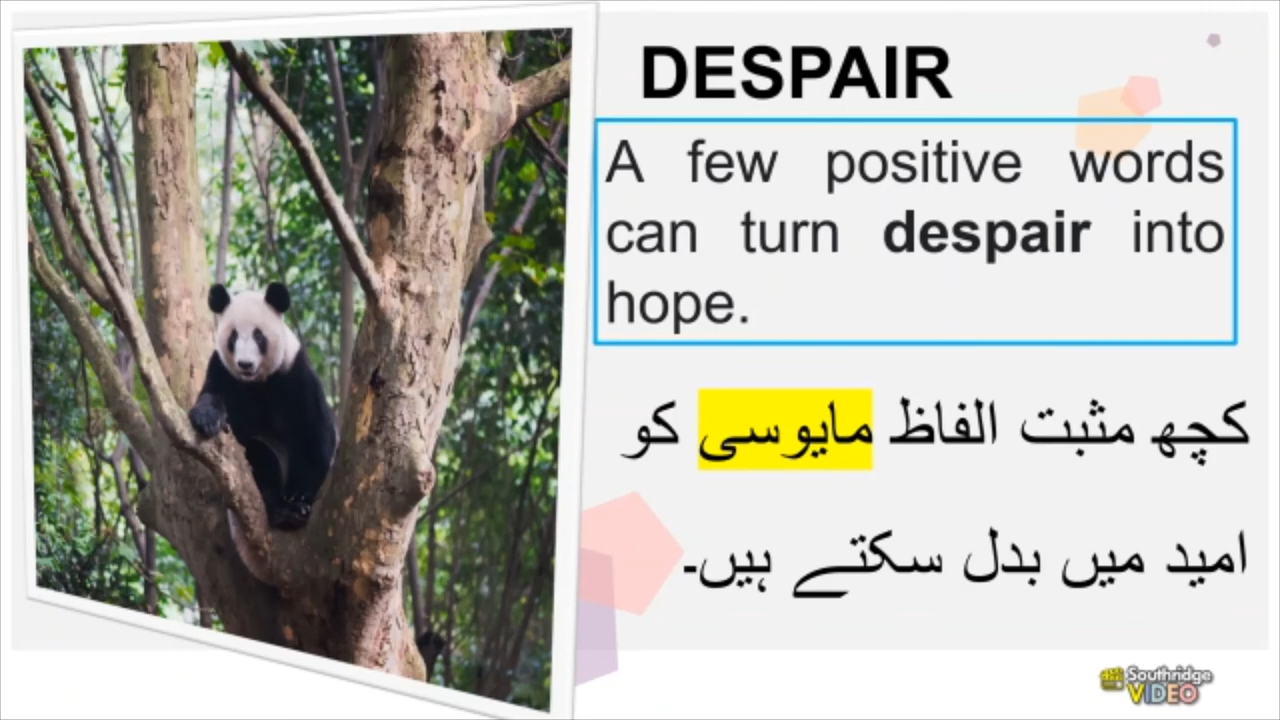 DESPAIR
A few positive words
can turn despair into
hope.
کچھ مثبت الفاظ مایوسی کو
امید میں بدل سکتے ہیں۔
Southridge
VIDEO